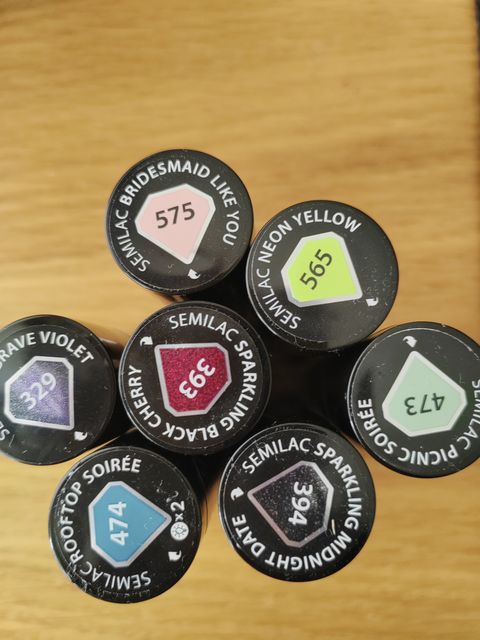 SEMILAC BRIDESMAID LIKE YOU
575
SEMILAC NEON YELLOW
565
BRAVE VIOLET
329
SEMILAC SPARKLING BLACK CHERRY
393
SEMILAC PICNIC SOIRÉE
473
SEMILAC ROOFTOP SOIRÉE
474
x2
SEMILAC SPARKLING MIDNIGHT DATE
394